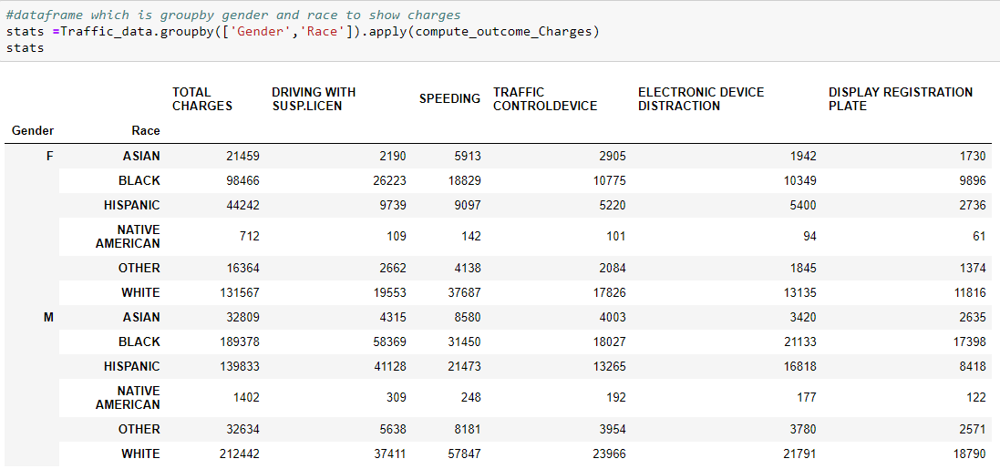 #dataframe which is groupby gender and race to show charges
stats =Traffic_data.groupby(['Gender','Race']).apply(compute_outcome_Charges)
stats
TOTAL CHARGES DRIVING WITH SUSP.LICEN SPEEDING TRAFFIC CONTROLDEVICE ELECTRONIC DEVICE DISTRACTION DISPLAY REGISTRATION PLATE
Gender Race
F ASIAN 21459 2190 5913 2905 1942 1730
BLACK 98466 26223 18829 10775 10349 9896
HISPANIC 44242 9739 9097 5220 5400 2736
NATIVE AMERICAN 712 109 142 101 94 61
OTHER 16364 2662 4138 2084 1845 1374
WHITE 131567 19553 37687 17826 13135 11816
M ASIAN 32809 4315 8580 4003 3420 2635
BLACK 189378 58369 31450 18027 21133 17398
HISPANIC 139833 41128 21473 13265 16818 8418
NATIVE AMERICAN 1402 309 248 192 177 122
OTHER 32634 5638 8181 3954 3780 2571
WHITE 212442 37411 57847 23966 21791 18790